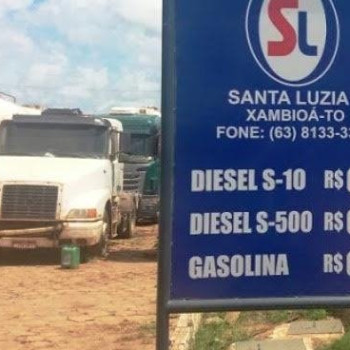 SL
SANTA LUZIA
XAMBIOÁ-TO
FONE: (63) 8133-33
DIESEL S-10 R$
DIESEL S-500 R$
GASOLINA R$